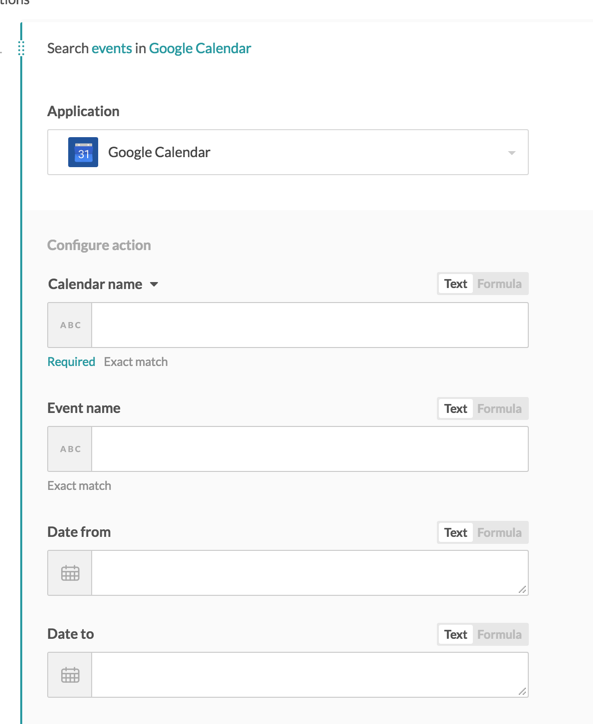 tions
Search events in Google Calendar
Application
31 Google Calendar
Configure action
Calendar name Text Formula
ABC
Required Exact match
Event name Text Formula
ABC
Exact match
Date from Text Formula
Date to Text Formula